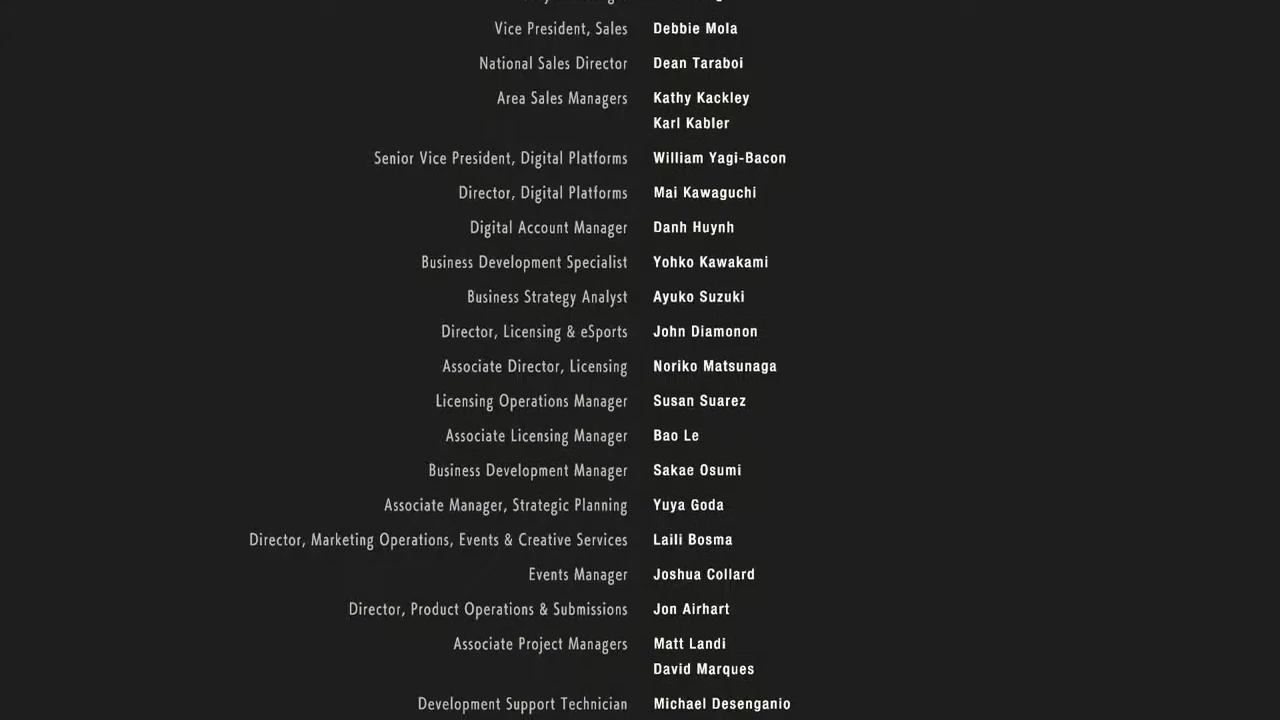 Vice President, Sales Debbie Mola
National Sales Director Dean Taraboi
Area Sales Managers Kathy Kackley
Karl Kabler
Senior Vice President, Digital Platforms William Yagi-Bacon
Director, Digital Platforms Mai Kawaguchi
Digital Account Manager Danh Huynh
Business Development Specialist Yohko Kawakami
Business Strategy Analyst Ayuko Suzuki
Director, Licensing & eSports John Diamonon
Associate Director, Licensing Noriko Matsunaga
Licensing Operations Manager Susan Suarez
Associate Licensing Manager Bao Le
Business Development Manager Sakae Osumi
Associate Manager, Strategic Planning Yuya Goda
Director, Marketing Operations, Events & Creative Services Laili Bosma
Events Manager Joshua Collard
Director, Product Operations & Submissions Jon Airhart
Associate Project Managers Matt Landi
David Marques
Development Support Technician Michael Desenganio